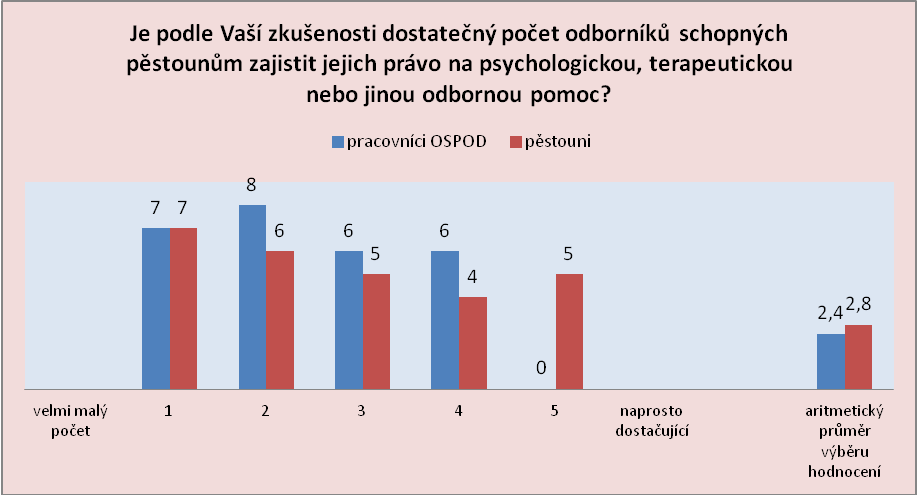 Je podle Vaší zkušenosti dostatečný počet odborníků schopných
pěstounům zajistit jejich právo na psychologickou, terapeutickou
nebo jinou odbornou pomoc?
pracovníci OSPOD pěstouni
7 7 8 6 6 5 6 4 0 5 2,4 2,8
velmi malý 1 2 3 4 5 naprosto aritmetický
počet dostačující průměr
výběru
hodnocení